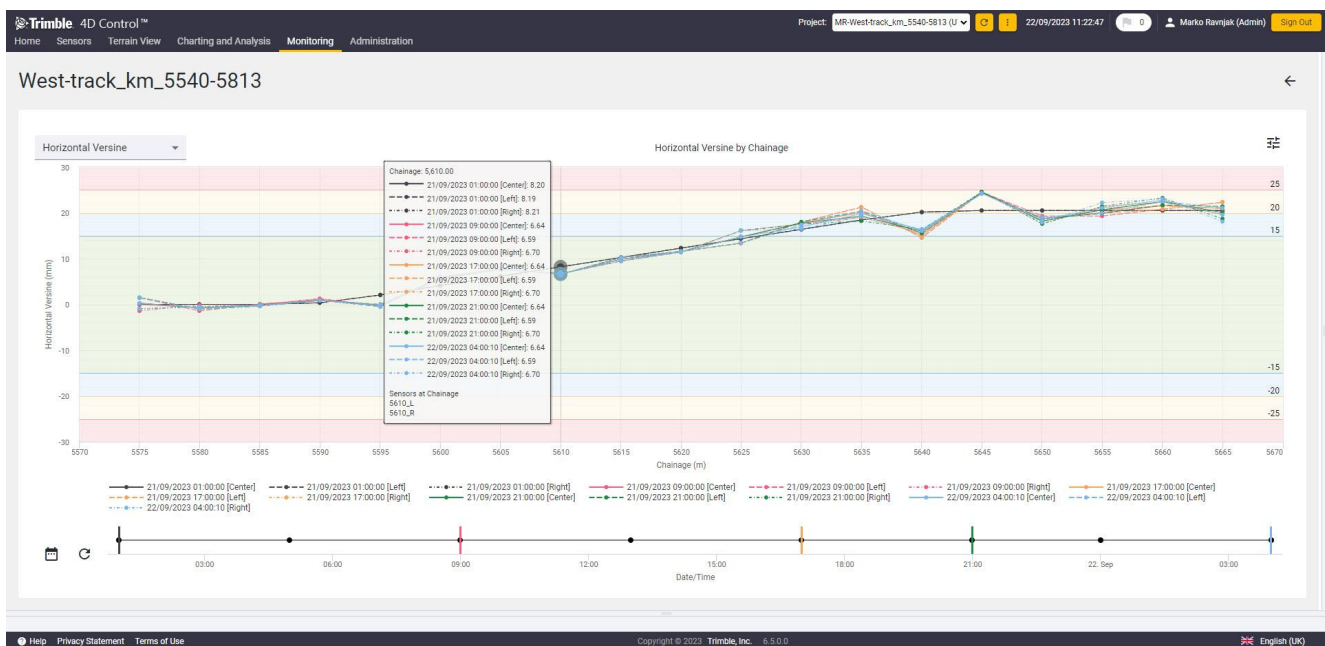 Trimble. 4D Control™
Project: MR-West-track_km_5540-5813 (U
22/09/2023 11:22:47
0
Marko Ravnjak (Admin)
Sign Out
Home Sensors Terrain View Charting and Analysis Monitoring Administration
West-track_km_5540-5813
Horizontal Versine
Horizontal Versine by Chainage
30
20
10
0
-10
-20
-30
Horizontal Versine (mm)
25
20
15
-15
-20
-25
Chainage: 5,610.00
21/09/2023 01:00:00 [Center]: 8.20
21/09/2023 01:00:00 [Left]: 8.19
21/09/2023 01:00:00 [Right]: 8.21
21/09/2023 09:00:00 [Center]: 6.64
21/09/2023 09:00:00 [Left]: 6.59
21/09/2023 09:00:00 [Right]: 6.70
21/09/2023 17:00:00 [Center]: 6.64
21/09/2023 17:00:00 [Left]: 6.59
21/09/2023 17:00:00 [Right]: 6.70
21/09/2023 21:00:00 [Center]: 6.64
21/09/2023 21:00:00 [Left]: 6.59
21/09/2023 21:00:00 [Right]: 6.70
22/09/2023 04:00:10 [Center]: 6.64
22/09/2023 04:00:10 [Left]: 6.59
22/09/2023 04:00:10 [Right]: 6.70
Sensors at Chainage
5610_L
5610_R
5570 5575 5580 5585 5590 5595 5600 5605 5610 5615 5620 5625 5630 5635 5640 5645 5650 5655 5660 5665 5670
Chainage (m)
21/09/2023 01:00:00 [Center] 21/09/2023 01:00:00 [Left] 21/09/2023 01:00:00 [Right] 21/09/2023 09:00:00 [Center] 21/09/2023 09:00:00 [Left] 21/09/2023 09:00:00 [Right] 21/09/2023 17:00:00 [Center]
21/09/2023 17:00:00 [Left] 21/09/2023 17:00:00 [Right] 21/09/2023 21:00:00 [Center] 21/09/2023 21:00:00 [Left] 21/09/2023 21:00:00 [Right] 22/09/2023 04:00:10 [Center] 22/09/2023 04:00:10 [Left]
22/09/2023 04:00:10 [Right]
03:00 06:00 09:00 12:00 15:00 18:00 21:00 22. Sep 03:00
Date/Time
Help Privacy Statement Terms of Use
Copyright © 2023 Trimble, Inc. 6.5.0.0
English (UK)